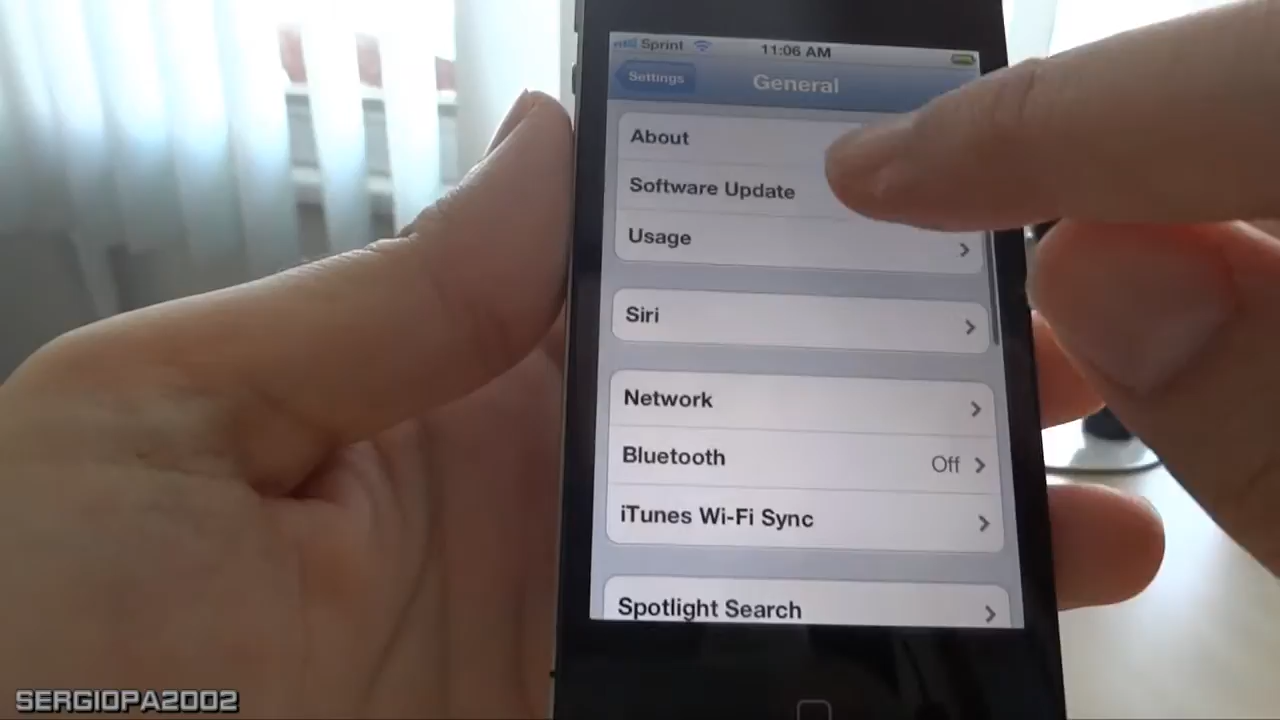 Sprint
11:06 AM
Settings
General
About
Software Update
Usage
Siri
Network
Bluetooth Off
iTunes Wi-Fi Sync
Spotlight Search
SERGIOPA2002